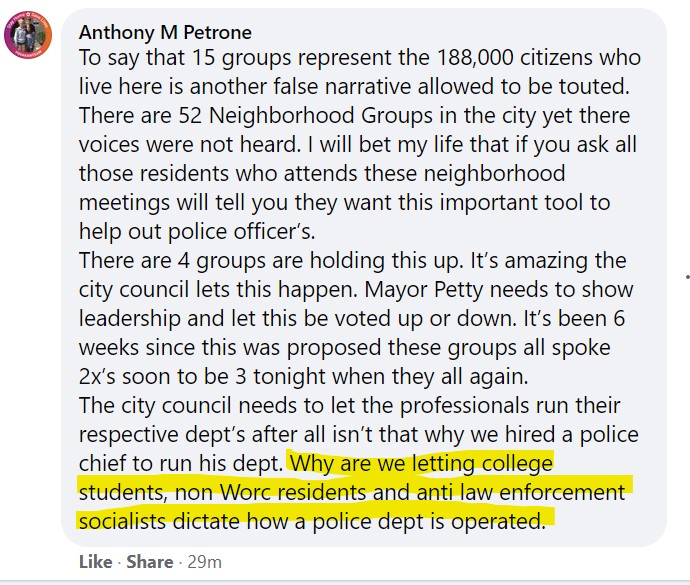 Anthony M Petrone
To say that 15 groups represent the 188,000 citizens who
live here is another false narrative allowed to be touted.
There are 52 Neighborhood Groups in the city yet there
voices were not heard. I will bet my life that if you ask all
those residents who attends these neighborhood
meetings will tell you they want this important tool to
help out police officer's.
There are 4 groups are holding this up. It's amazing the
city council lets this happen. Mayor Petty needs to show
leadership and let this be voted up or down. It's been 6
weeks since this was proposed these groups all spoke
2x's soon to be 3 tonight when they all again.
The city council needs to let the professionals run their
respective dept's after all isn't that why we hired a police
chief to run his dept. Why are we letting college
students, non Worc residents and anti law enforcement
socialists dictate how a police dept is operated.
Like · Share · 29m